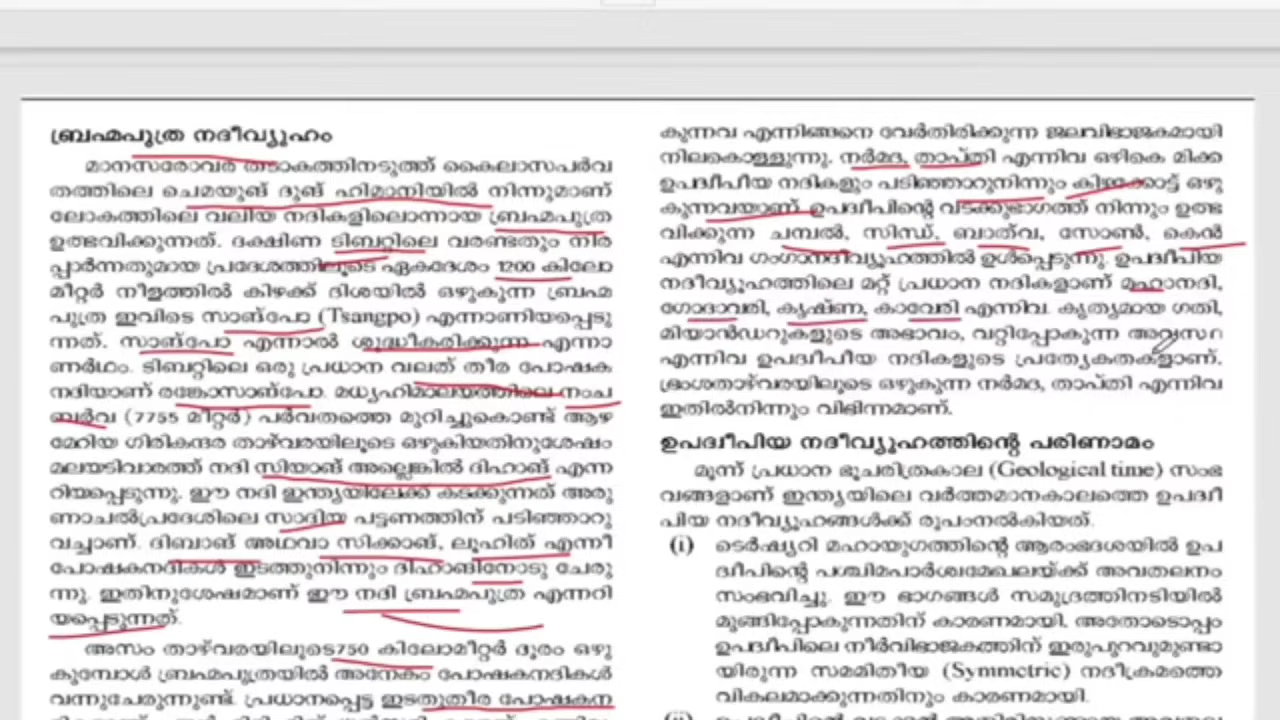 ബ്രഹ്മപുത്ര നദീവ്യൂഹം
മാനസരോവർ തടാകത്തിനടുത്ത് കൈലാസപർവ
തത്തിലെ ചെമയുങ് ദുങ് ഹിമാനിയിൽ നിന്നുമാണ്
ലോകത്തിലെ വലിയ നദികളിലൊന്നായ ബ്രഹ്മപുത്ര
ഉത്ഭവിക്കുന്നത്. ദക്ഷിണ ടിബറ്റിലെ വരണ്ടതും നിര
പ്പാർന്നതുമായ പ്രദേശത്തിലൂടെ ഏകദേശം 1200 കിലോ
മീറ്റർ നീളത്തിൽ കിഴക്ക് ദിശയിൽ ഒഴുകുന്ന ബ്രഹ്മ
പുത്ര ഇവിടെ സാങ്പോ (Tsangpo) എന്നാണിയപ്പെടു
ന്നത്. സാങ്പോ എന്നാൽ ശുദ്ധീകരിക്കുന്ന എന്നാ
ണർഥം. ടിബറ്റിലെ ഒരു പ്രധാന വലത് തീര പോഷക
നദിയാണ് രങ്കോസാങ്പോ. മധ്യഹിമാലയത്തിലെ നംച
ബർവ (7755 മീറ്റർ) പർവതത്തെ മുറിച്ചുകൊണ്ട് ആഴ
മേറിയ ഗിരികന്ദര താഴ്‌വരയിലൂടെ ഒഴുകിയതിനുശേഷം
മലയടിവാരത്ത് നദി സിയാങ് അല്ലെങ്കിൽ ദിഹാങ് എന്ന
റിയപ്പെടുന്നു. ഈ നദി ഇന്ത്യയിലേക്ക് കടക്കുന്നത് അരു
ണാചൽപ്രദേശിലെ സാദിയ പട്ടണത്തിന് പടിഞ്ഞാറു
വച്ചാണ്. ദിബാങ് അഥവാ സിക്കാങ്, ലൂഹിത് എന്നീ
പോഷകനദികൾ ഇടത്തുനിന്നും ദിഹാങിനോടു ചേരു
ന്നു. ഇതിനുശേഷമാണ് ഈ നദി ബ്രഹ്മപുത്ര എന്നറി
യപ്പെടുന്നത്.
അസം താഴ്‌വരയിലൂടെ750 കിലോമീറ്റർ ദൂരം ഒഴു
കുമ്പോൾ ബ്രഹ്മപുത്രയിൽ അനേകം പോഷകനദികൾ
വന്നുചേരുന്നുണ്ട്. പ്രധാനപ്പെട്ട ഇടതുതീര പോഷകന
കുന്നവ എന്നിങ്ങനെ വേർതിരിക്കുന്ന ജലവിഭാജകമായി
നിലകൊള്ളുന്നു. നർമദ, താപ്തി എന്നിവ ഒഴികെ മിക്ക
ഉപദ്വീപീയ നദികളും പടിഞ്ഞാറുനിന്നും കിഴക്കോട്ട് ഒഴു
കുന്നവയാണ്. ഉപദ്വീപിന്റെ വടക്കുഭാഗത്ത് നിന്നും ഉത്ഭ
വിക്കുന്ന ചമ്പൽ, സിന്ധ്, ബാത്‌വ, സോൺ, കെൻ
എന്നിവ ഗംഗാനദീവ്യൂഹത്തിൽ ഉൾപ്പെടുന്നു. ഉപദ്വീപിയ
നദീവ്യൂഹത്തിലെ മറ്റ് പ്രധാന നദികളാണ് മഹാനദി,
ഗോദാവരി, കൃഷ്ണ, കാവേരി എന്നിവ. കൃത്യമായ ഗതി,
മിയാൻഡറുകളുടെ അഭാവം, വറ്റിപ്പോകുന്ന
എന്നിവ ഉപദ്വീപീയ നദികളുടെ പ്രത്യേകതകളാണ്.
ഭ്രംശതാഴ്‌വരയിലൂടെ ഒഴുകുന്ന നർമദ, താപ്തി എന്നിവ
ഇതിൽനിന്നും വിഭിന്നമാണ്.
ഉപദ്വീപിയ നദീവ്യൂഹത്തിന്റെ പരിണാമം
മൂന്ന് പ്രധാന ഭൂചരിത്രകാല (Geological time) സംഭ
വങ്ങളാണ് ഇന്ത്യയിലെ വർത്തമാനകാലത്തെ ഉപദ്വീ
പിയ നദീവ്യൂഹങ്ങൾക്ക് രൂപംനൽകിയത്.
(i) ടെർഷ്യറി മഹായുഗത്തിന്റെ ആരംഭദശയിൽ ഉപ
ദ്വീപിന്റെ പശ്ചിമപാർശ്വമേഖലയ്ക്ക് അവതലനം
സംഭവിച്ചു. ഈ ഭാഗങ്ങൾ സമുദ്രത്തിനടിയിൽ
മുങ്ങിപ്പോകുന്നതിന് കാരണമായി. അതോടൊപ്പം
ഉപദ്വീപിലെ നീർവിഭാജകത്തിന് ഇരുപുറവുമുണ്ടാ
യിരുന്ന സമമിതീയ (Symmetric) നദീക്രമത്തെ
വികലമാക്കുന്നതിനും കാരണമായി.